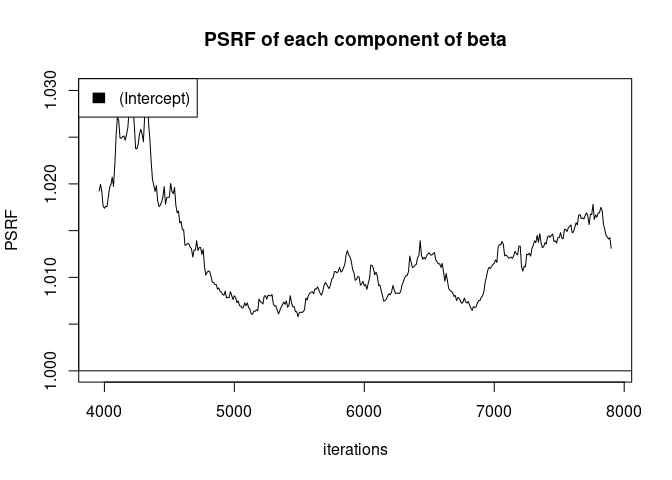 PSRF of each component of beta
(Intercept)
PSRF
1.030
1.020
1.010
1.000
4000 5000 6000 7000 8000
iterations